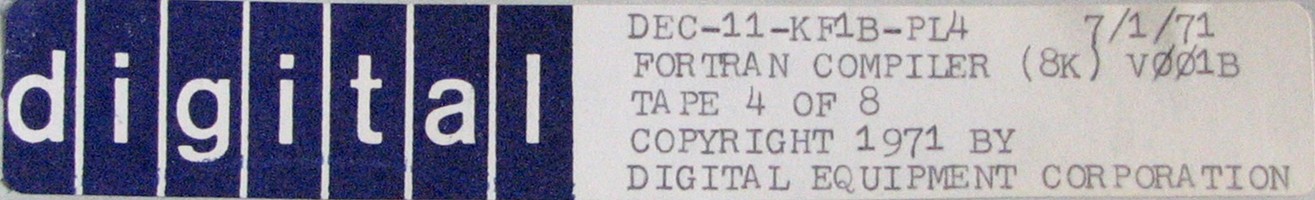 digital
DEC-11-KF1B-PL4 7/1/71
FORTRAN COMPILER (8K) VØØ1B
TAPE 4 OF 8
COPYRIGHT 1971 BY
DIGITAL EQUIPMENT CORPORATION